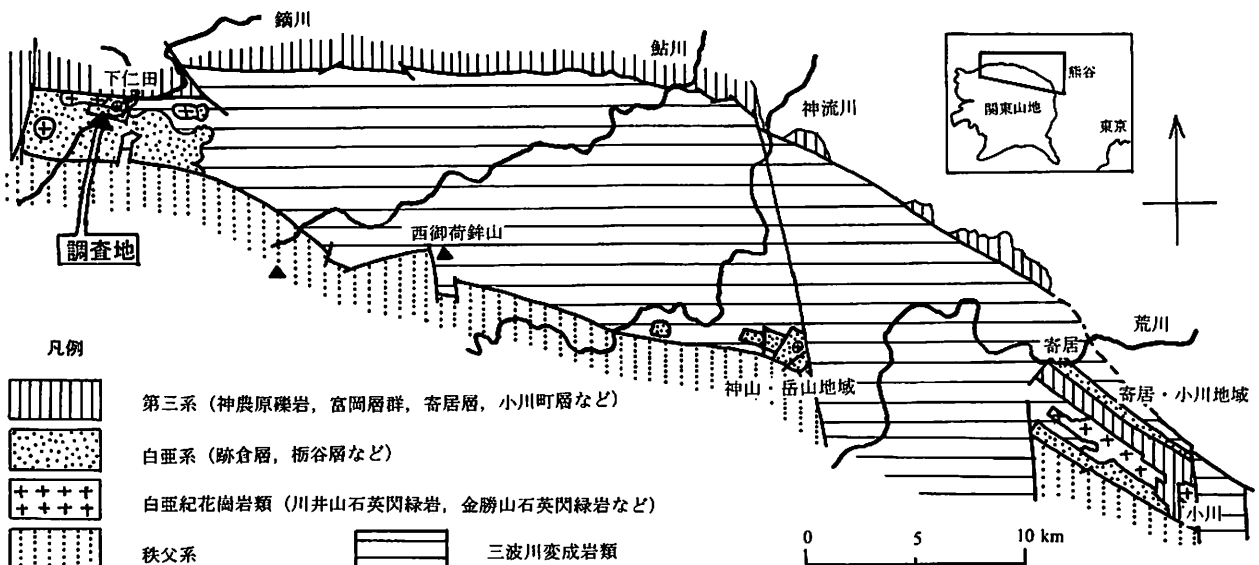 鏑川
鮎川
下仁田
神流川
熊谷
関東山地
東京
調査地
西御荷鉾山
荒川
寄居
神山・岳山地域
寄居・小川地域
小川
凡例
第三系（神農原礫岩，富岡層群，寄居層，小川町層など）
白亜系（跡倉層，栃谷層など）
白亜紀花崗岩類（川井山石英閃緑岩，金勝山石英閃緑岩など）
秩父系
三波川変成岩類
0 5 10 km